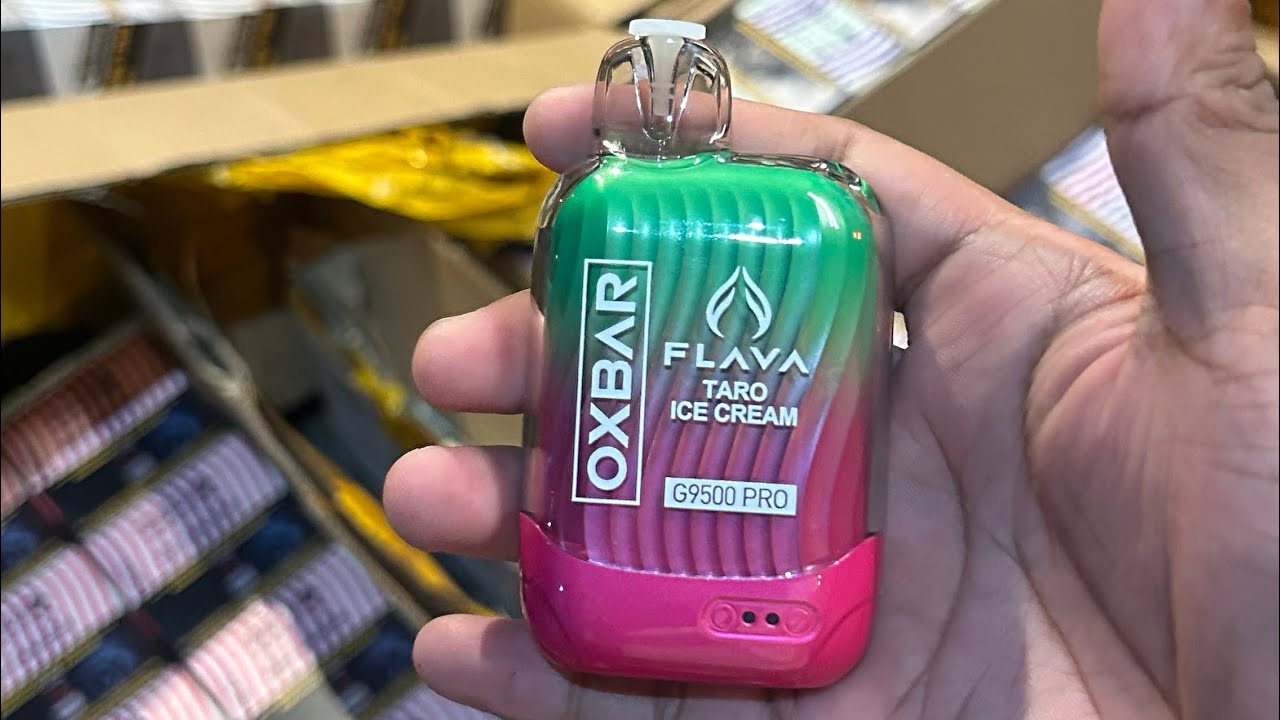 OXBAR
FLAVA
TARO
ICE CREAM
G9500 PRO